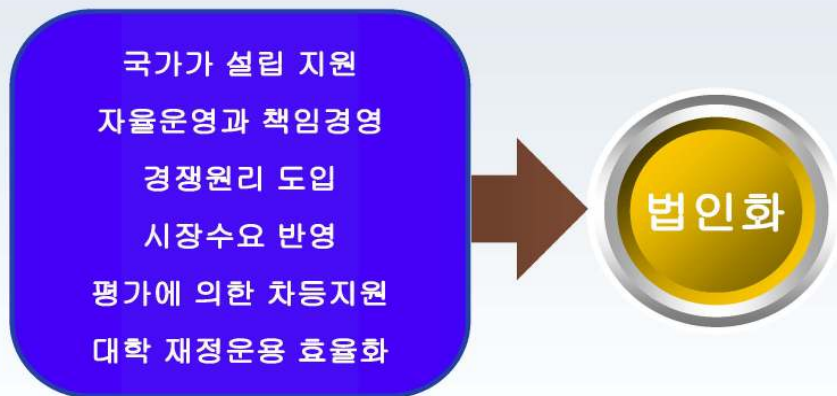 국가가 설립 지원
자율운영과 책임경영
경쟁원리 도입
시장수요 반영
평가에 의한 차등지원
대학 재정운용 효율화
법인화